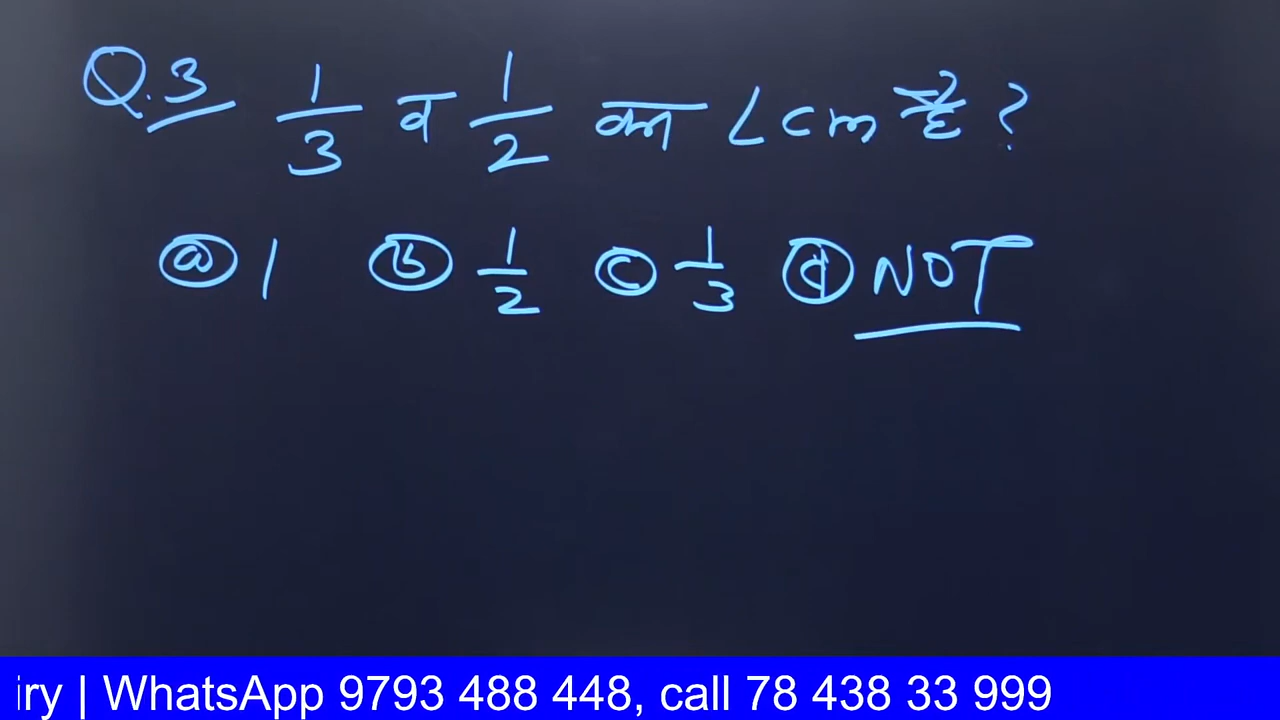 Q.3 1/3 व 1/2 का Lcm है ?
ⓐ 1 ⓑ 1/2 ⓒ 1/3 ⓓ NOT
iry | WhatsApp 9793 488 448, call 78 438 33 999